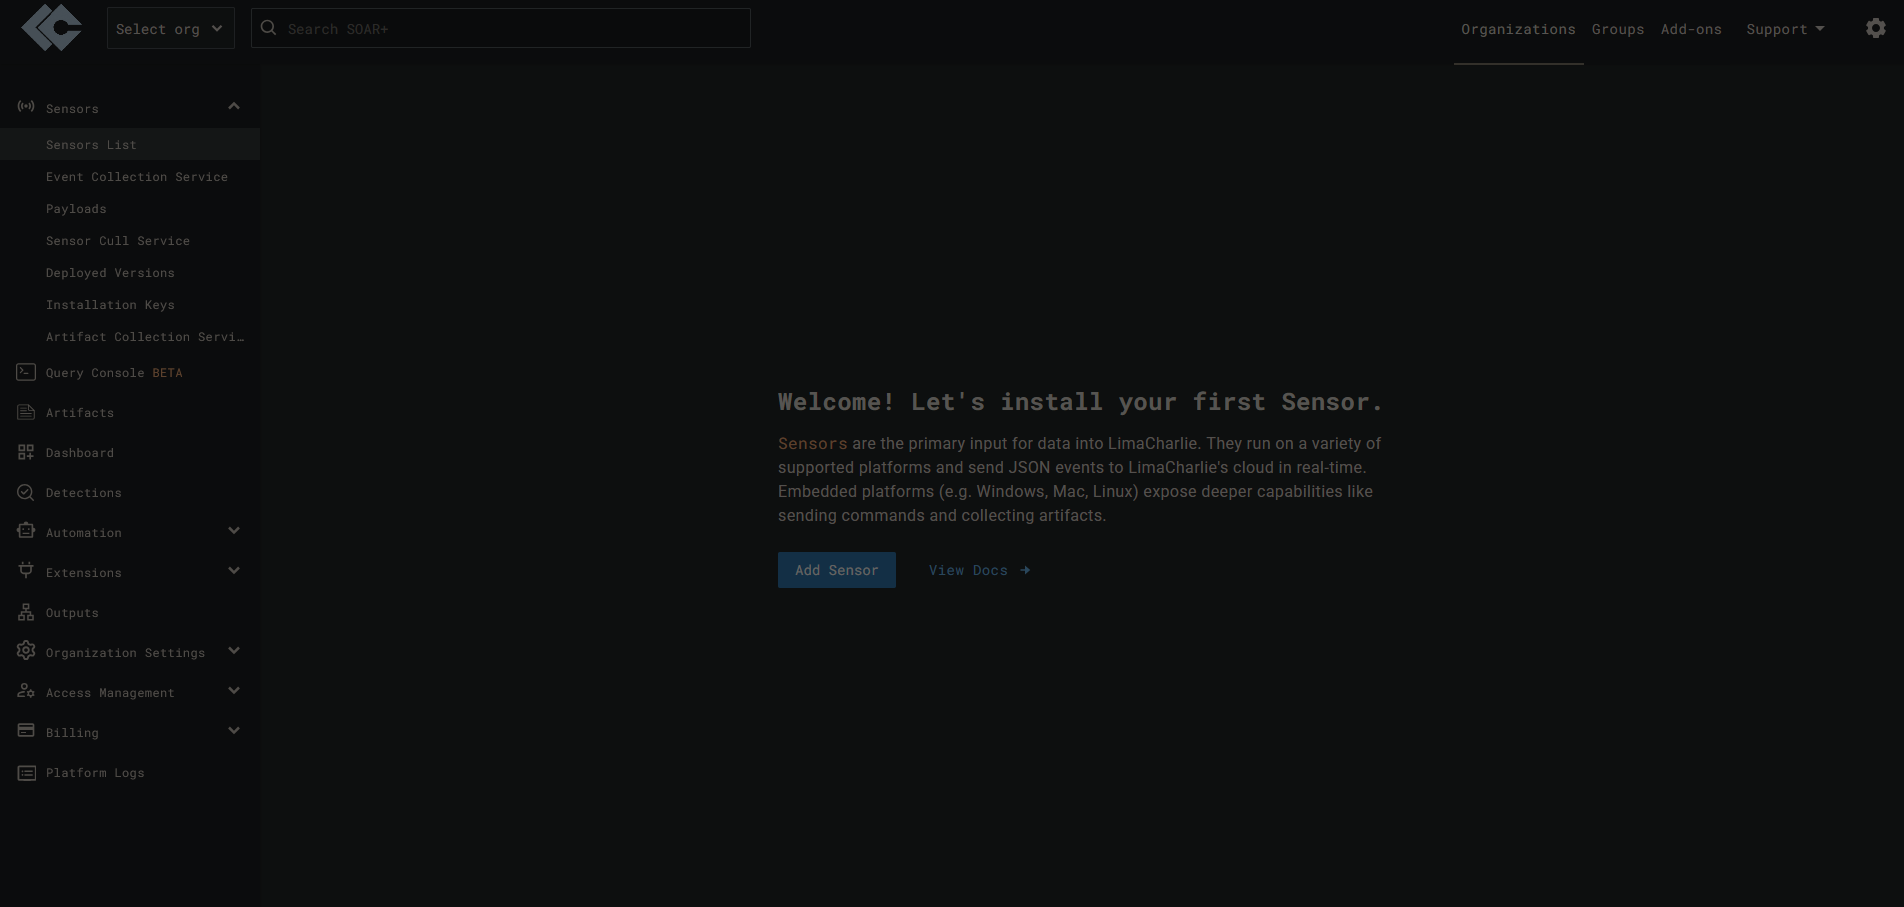 Select org
Search SOAR+
Organizations
Groups
Add-ons
Support
Sensors
Sensors List
Event Collection Service
Payloads
Sensor Cull Service
Deployed Versions
Installation Keys
Artifact Collection Servi…
Query Console BETA
Artifacts
Dashboard
Detections
Automation
Extensions
Outputs
Organization Settings
Access Management
Billing
Platform Logs
Welcome! Let's install your first Sensor.
Sensors are the primary input for data into LimaCharlie. They run on a variety of
supported platforms and send JSON events to LimaCharlie's cloud in real-time.
Embedded platforms (e.g. Windows, Mac, Linux) expose deeper capabilities like
sending commands and collecting artifacts.
Add Sensor
View Docs